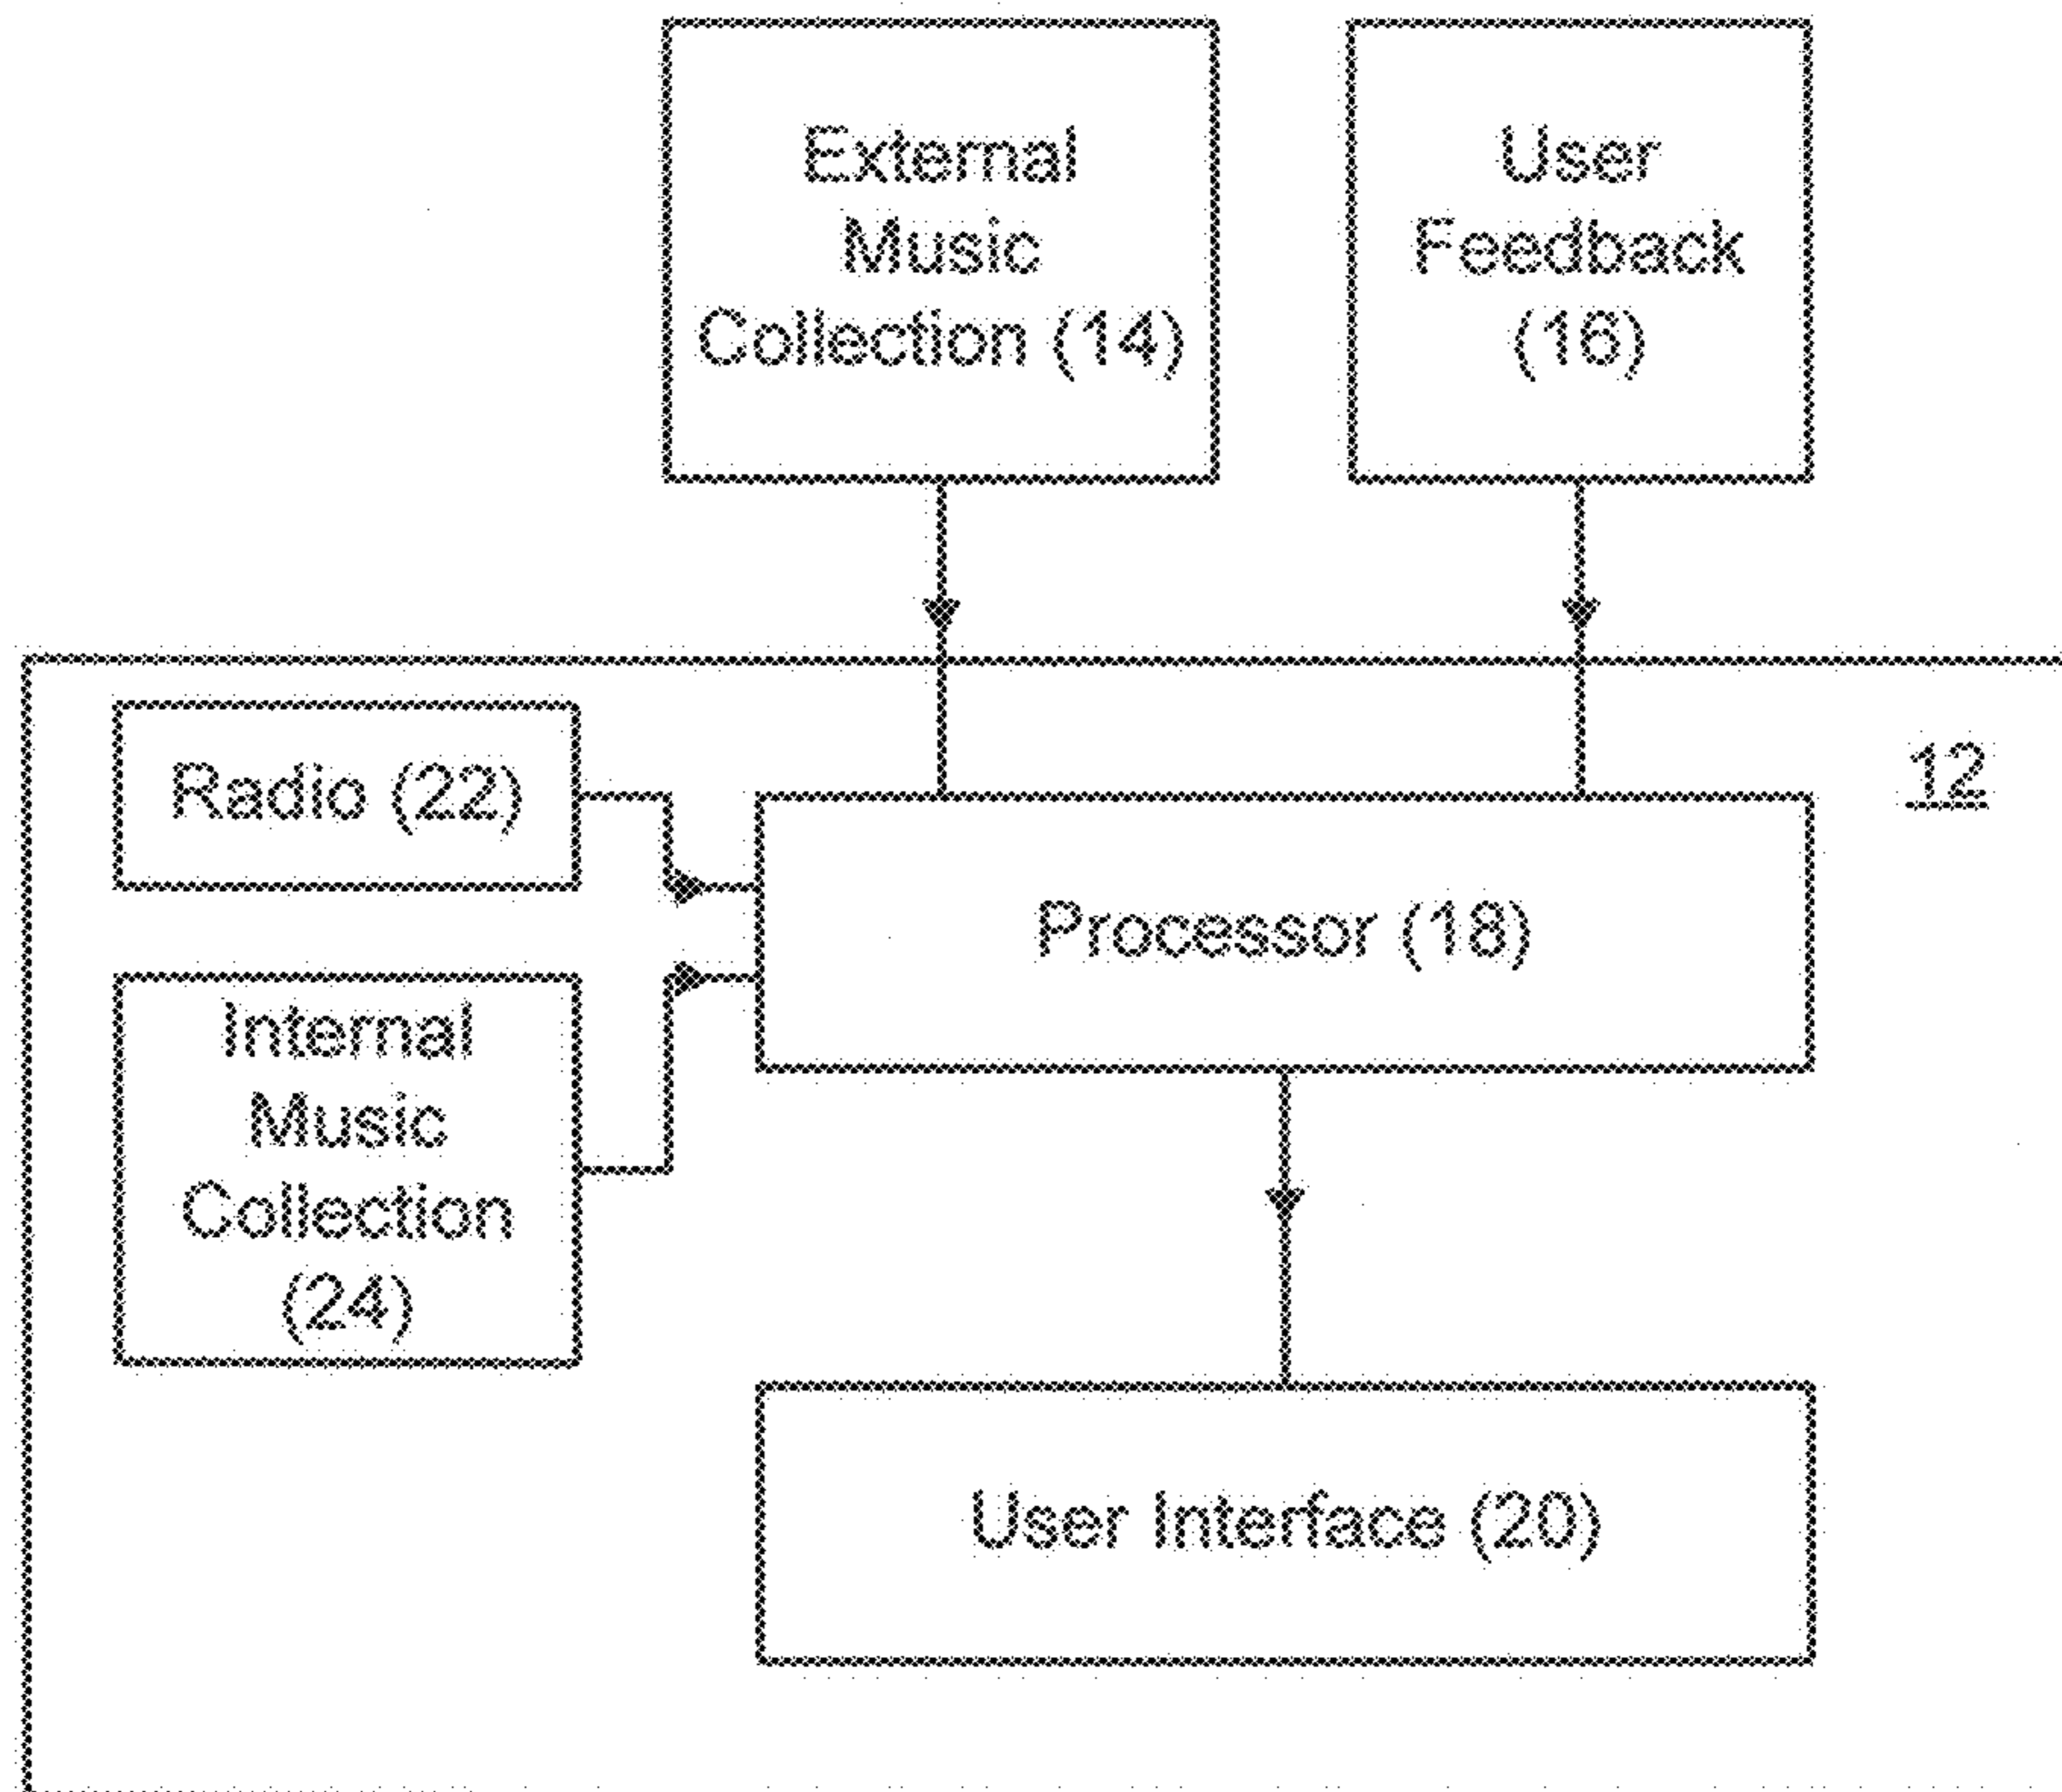 External
Music
Collection (14)
User
Feedback
(16)
12
Radio (22)
Processor (18)
Internal
Music
Collection
(24)
User Interface (20)